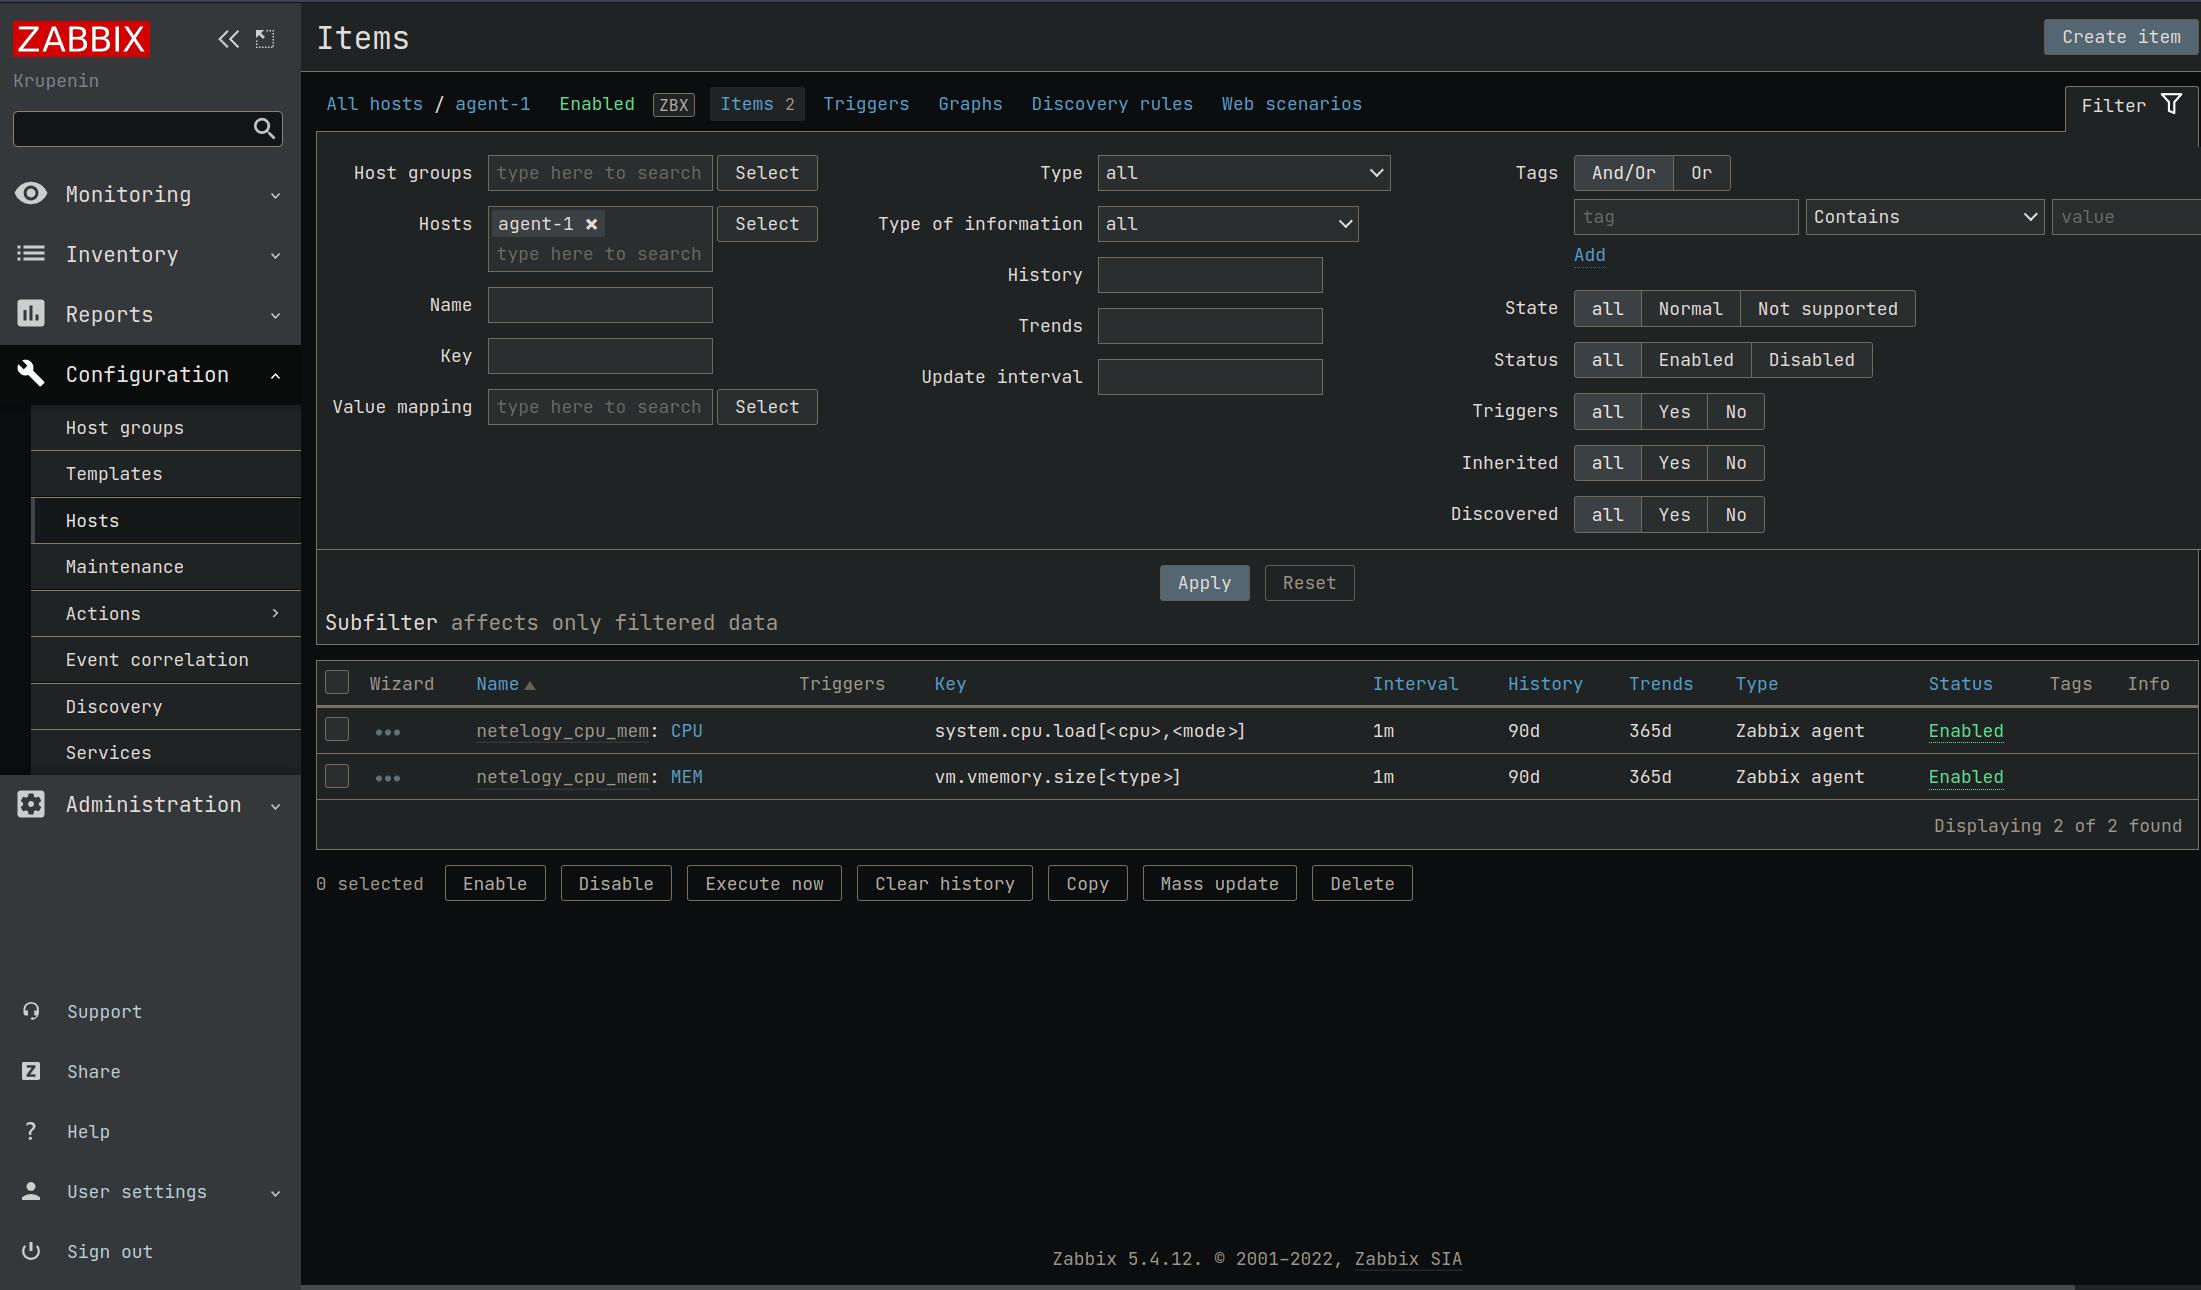 ZABBIX
Krupenin
Monitoring
Inventory
Reports
Configuration
Host groups
Templates
Hosts
Maintenance
Actions
Event correlation
Discovery
Services
Administration
Support
Share
Help
User settings
Sign out
Items
Create item
All hosts / agent-1 Enabled ZBX Items 2 Triggers Graphs Discovery rules Web scenarios
Filter
Host groups type here to search Select
Hosts agent-1 Select
type here to search
Name
Key
Value mapping type here to search Select
Type all
Type of information all
History
Trends
Update interval
Tags And/Or Or
tag Contains value
Add
State all Normal Not supported
Status all Enabled Disabled
Triggers all Yes No
Inherited all Yes No
Discovered all Yes No
Apply Reset
Subfilter affects only filtered data
Wizard Name Triggers Key Interval History Trends Type Status Tags Info
netelogy_cpu_mem: CPU system.cpu.load[<cpu>,<mode>] 1m 90d 365d Zabbix agent Enabled
netelogy_cpu_mem: MEM vm.vmemory.size[<type>] 1m 90d 365d Zabbix agent Enabled
Displaying 2 of 2 found
0 selected Enable Disable Execute now Clear history Copy Mass update Delete
Zabbix 5.4.12. © 2001–2022, Zabbix SIA